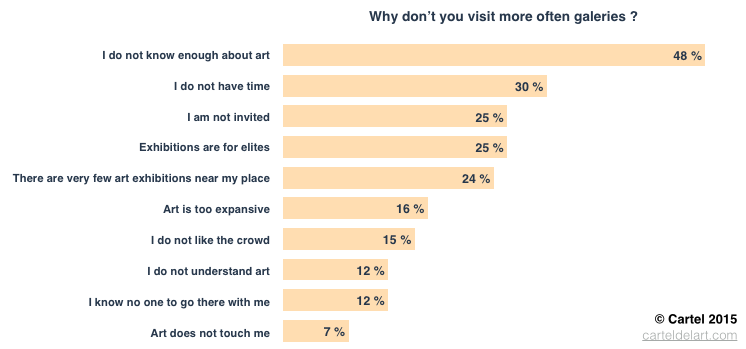 Why don’t you visit more often galeries ?
I do not know enough about art 48 %
I do not have time 30 %
I am not invited 25 %
Exhibitions are for elites 25 %
There are very few art exhibitions near my place 24 %
Art is too expansive 16 %
I do not like the crowd 15 %
I do not understand art 12 %
I know no one to go there with me 12 %
Art does not touch me 7 %
© Cartel 2015
carteldelart.com